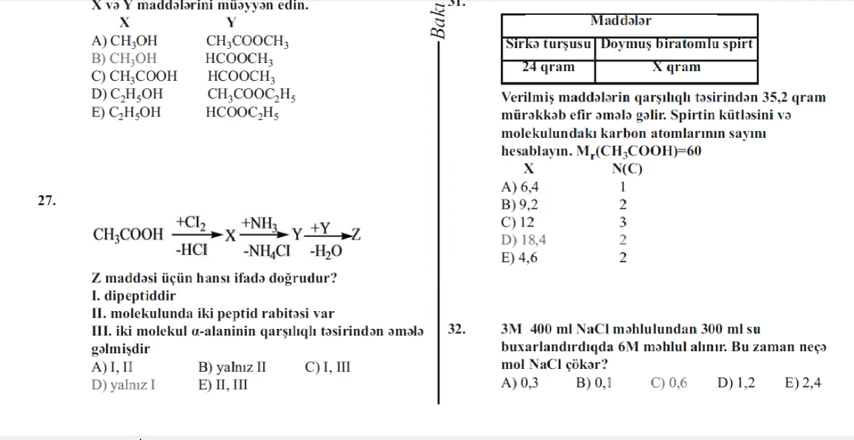 X və Y maddələrini müəyyən edin.
X Y
A) CH₃OH CH₃COOCH₃
B) CH₃OH HCOOCH₃
C) CH₃COOH HCOOCH₃
D) C₂H₅OH CH₃COOC₂H₅
E) C₂H₅OH HCOOC₂H₅
27.
CH₃COOH +Cl₂ -HCl X +NH₃ -NH₄Cl Y +Y -H₂O Z
Z maddəsi üçün hansı ifadə doğrudur?
I. dipeptiddir
II. molekulunda iki peptid rabitəsi var
III. iki molekul α-alaninin qarşılıqlı təsirindən əmələ
gəlmişdir
A) I, II B) yalnız II C) I, III
D) yalnız I E) II, III
Bakı
31.
Maddələr
Sirkə turşusu Doymuş biratomlu spirt
24 qram X qram
Verilmiş maddələrin qarşılıqlı təsirindən 35,2 qram
mürəkkəb efir əmələ gəlir. Spirtin kütləsini və
molekulundakı karbon atomlarının sayını
hesablayın. Mᵣ(CH₃COOH)=60
X N(C)
A) 6,4 1
B) 9,2 2
C) 12 3
D) 18,4 2
E) 4,6 2
32. 3M 400 ml NaCl məhlulundan 300 ml su
buxarlandırdıqda 6M məhlul alınır. Bu zaman neçə
mol NaCl çökər?
A) 0,3 B) 0,1 C) 0,6 D) 1,2 E) 2,4